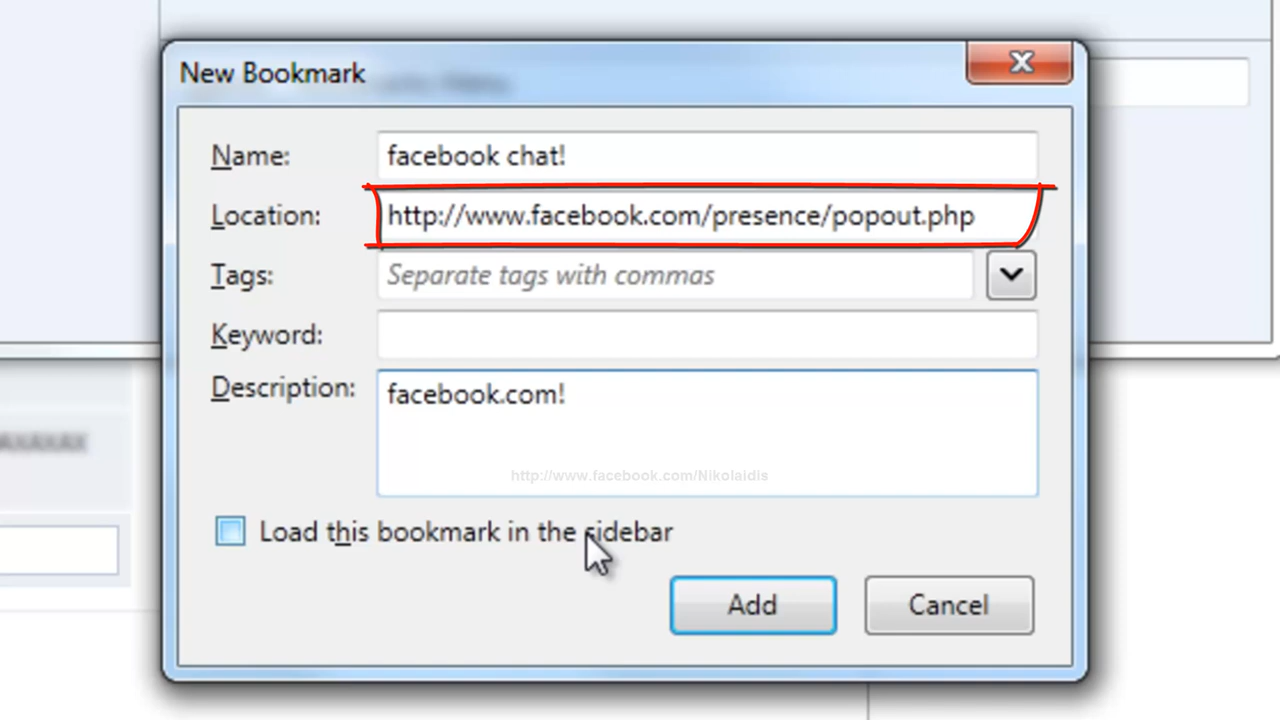 New Bookmark
Name: facebook chat!
Location: http://www.facebook.com/presence/popout.php
Tags: Separate tags with commas
Keyword:
Description: facebook.com!
http://www.facebook.com/Nikolaidis
Load this bookmark in the sidebar
Add Cancel